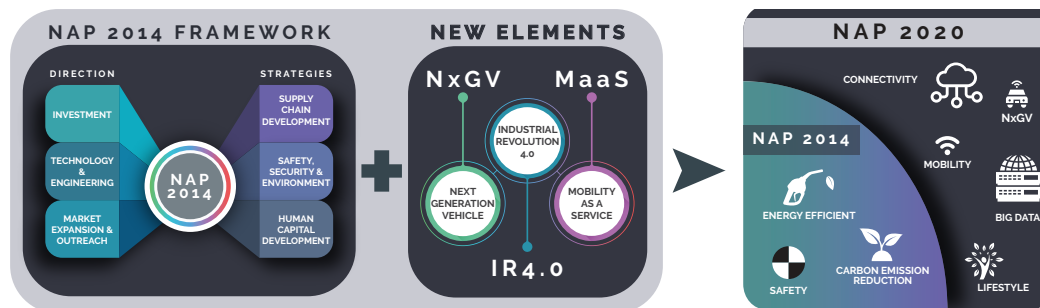 NAP 2014 FRAMEWORK
DIRECTION
STRATEGIES
INVESTMENT
TECHNOLOGY
&
ENGINEERING
MARKET
EXPANSION &
OUTREACH
NAP
2014
SUPPLY
CHAIN
DEVELOPMENT
SAFETY,
SECURITY &
ENVIRONMENT
HUMAN
CAPITAL
DEVELOPMENT
NEW ELEMENTS
NxGV
MaaS
INDUSTRIAL
REVOLUTION
4.0
NEXT
GENERATION
VEHICLE
MOBILITY
AS A
SERVICE
IR4.0
NAP 2020
CONNECTIVITY
NxGV
NAP 2014
MOBILITY
ENERGY EFFICIENT
BIG DATA
CARBON EMISSION
REDUCTION
SAFETY
LIFESTYLE